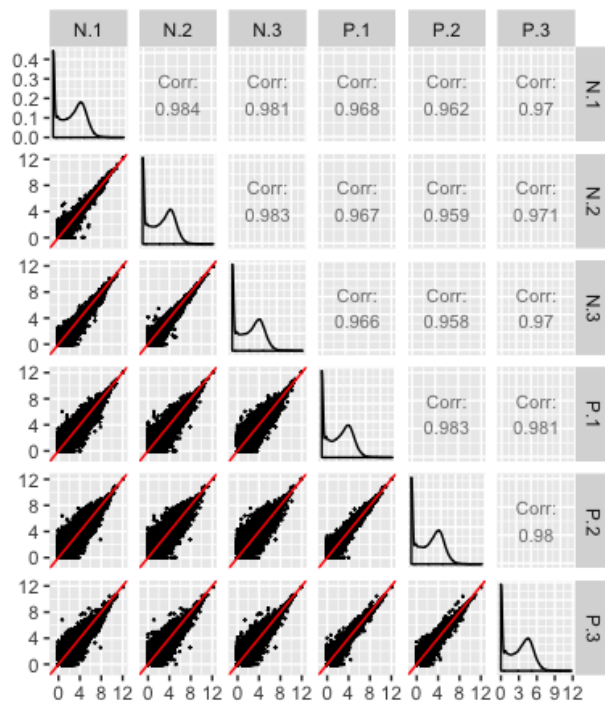 N.1 N.2 N.3 P.1 P.2 P.3
0.4
0.3
0.2
0.1
0.0
Corr: Corr: Corr: Corr: Corr:
0.984 0.981 0.968 0.962 0.97
N.1
12
8
4
0
Corr: Corr: Corr: Corr:
0.983 0.967 0.959 0.971
N.2
12
8
4
0
Corr: Corr: Corr:
0.966 0.958 0.97
N.3
12
8
4
0
Corr: Corr:
0.983 0.981
P.1
12
8
4
0
Corr:
0.98
P.2
12
8
4
0
P.3
0 4 8 12 0 4 8 12 0 4 8 12 0 4 8 12 0 4 8 12 0 3 6 9 12